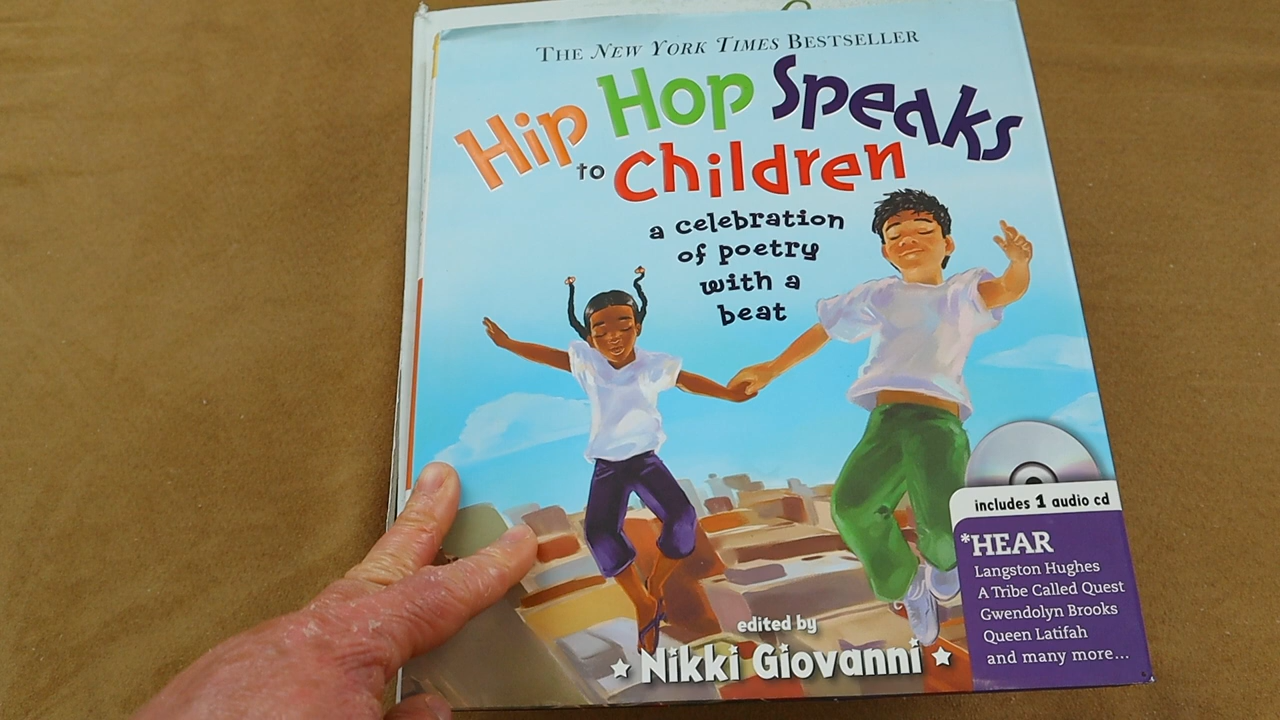 THE NEW YORK TIMES BESTSELLER
Hip Hop Speaks
to Children
a celebration
of poetry
with a
beat
includes 1 audio cd
*HEAR
Langston Hughes
A Tribe Called Quest
Gwendolyn Brooks
Queen Latifah
and many more...
edited by
Nikki Giovanni